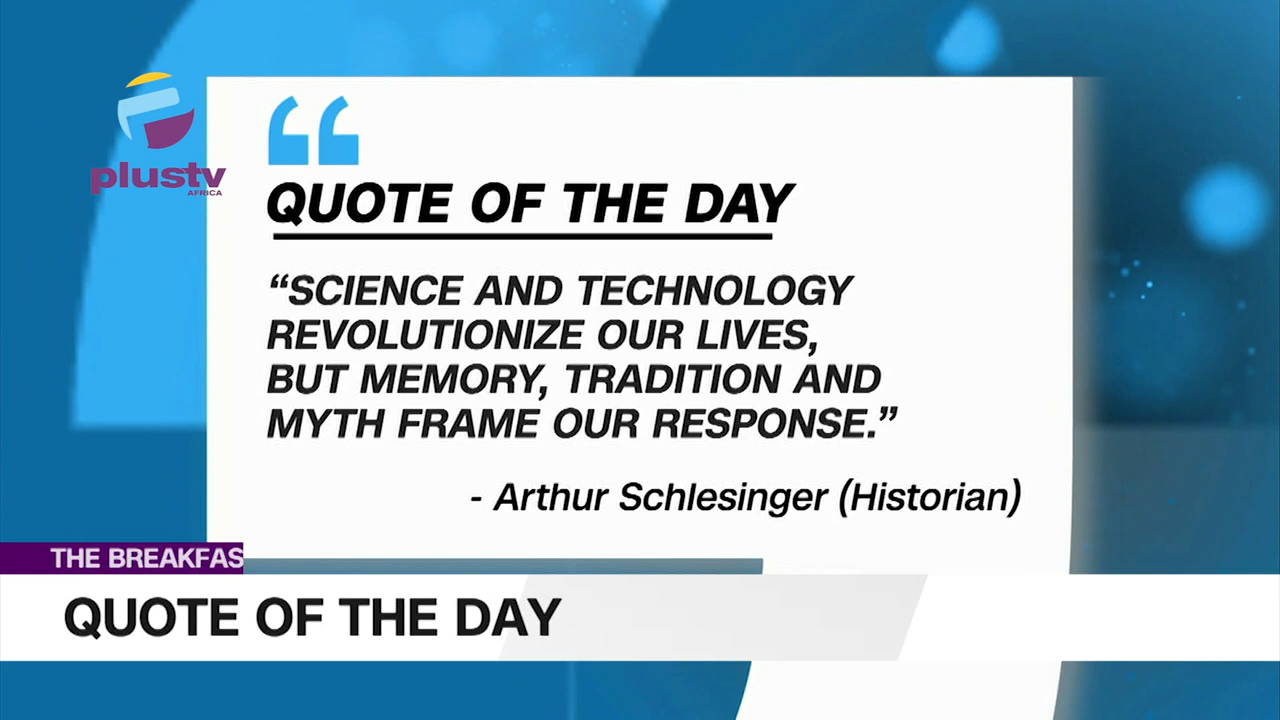 plustv
AFRICA
QUOTE OF THE DAY
“SCIENCE AND TECHNOLOGY
REVOLUTIONIZE OUR LIVES,
BUT MEMORY, TRADITION AND
MYTH FRAME OUR RESPONSE.”
- Arthur Schlesinger (Historian)
THE BREAKFAS
QUOTE OF THE DAY